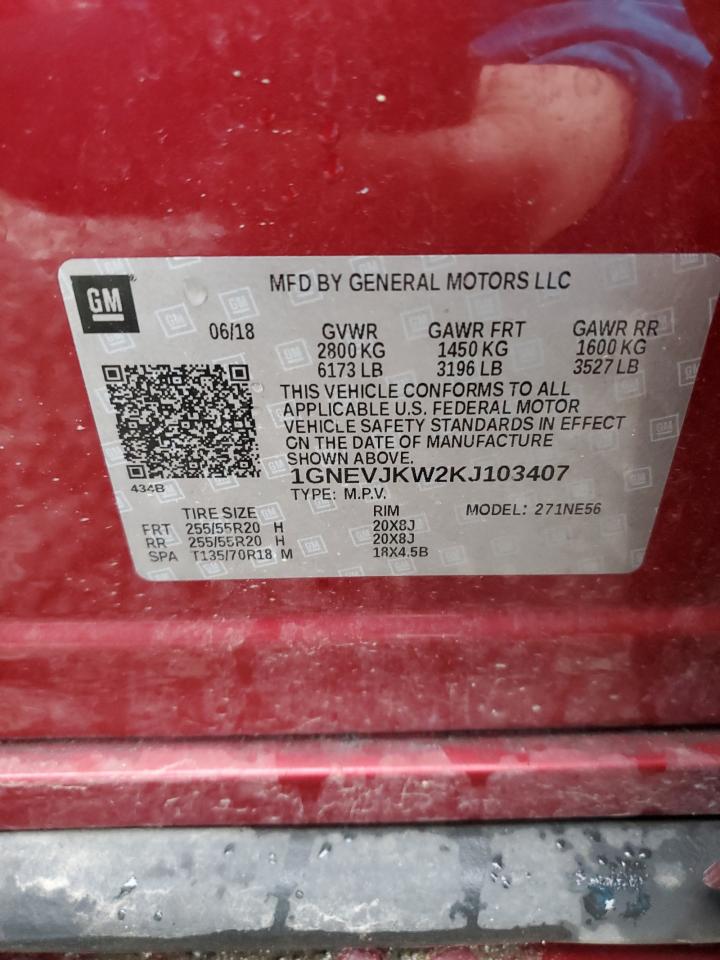 GM
MFD BY GENERAL MOTORS LLC
06/18 GVWR GAWR FRT GAWR RR
2800 KG 1450 KG 1600 KG
6173 LB 3196 LB 3527 LB
THIS VEHICLE CONFORMS TO ALL
APPLICABLE U.S. FEDERAL MOTOR
VEHICLE SAFETY STANDARDS IN EFFECT
ON THE DATE OF MANUFACTURE
SHOWN ABOVE.
1GNEVJKW2KJ103407
434B
TYPE: M.P.V.
TIRE SIZE RIM MODEL: 271NE56
FRT 255/55R20 H 20X8J
RR 255/55R20 H 20X8J
SPA T135/70R18 M 18X4.5B